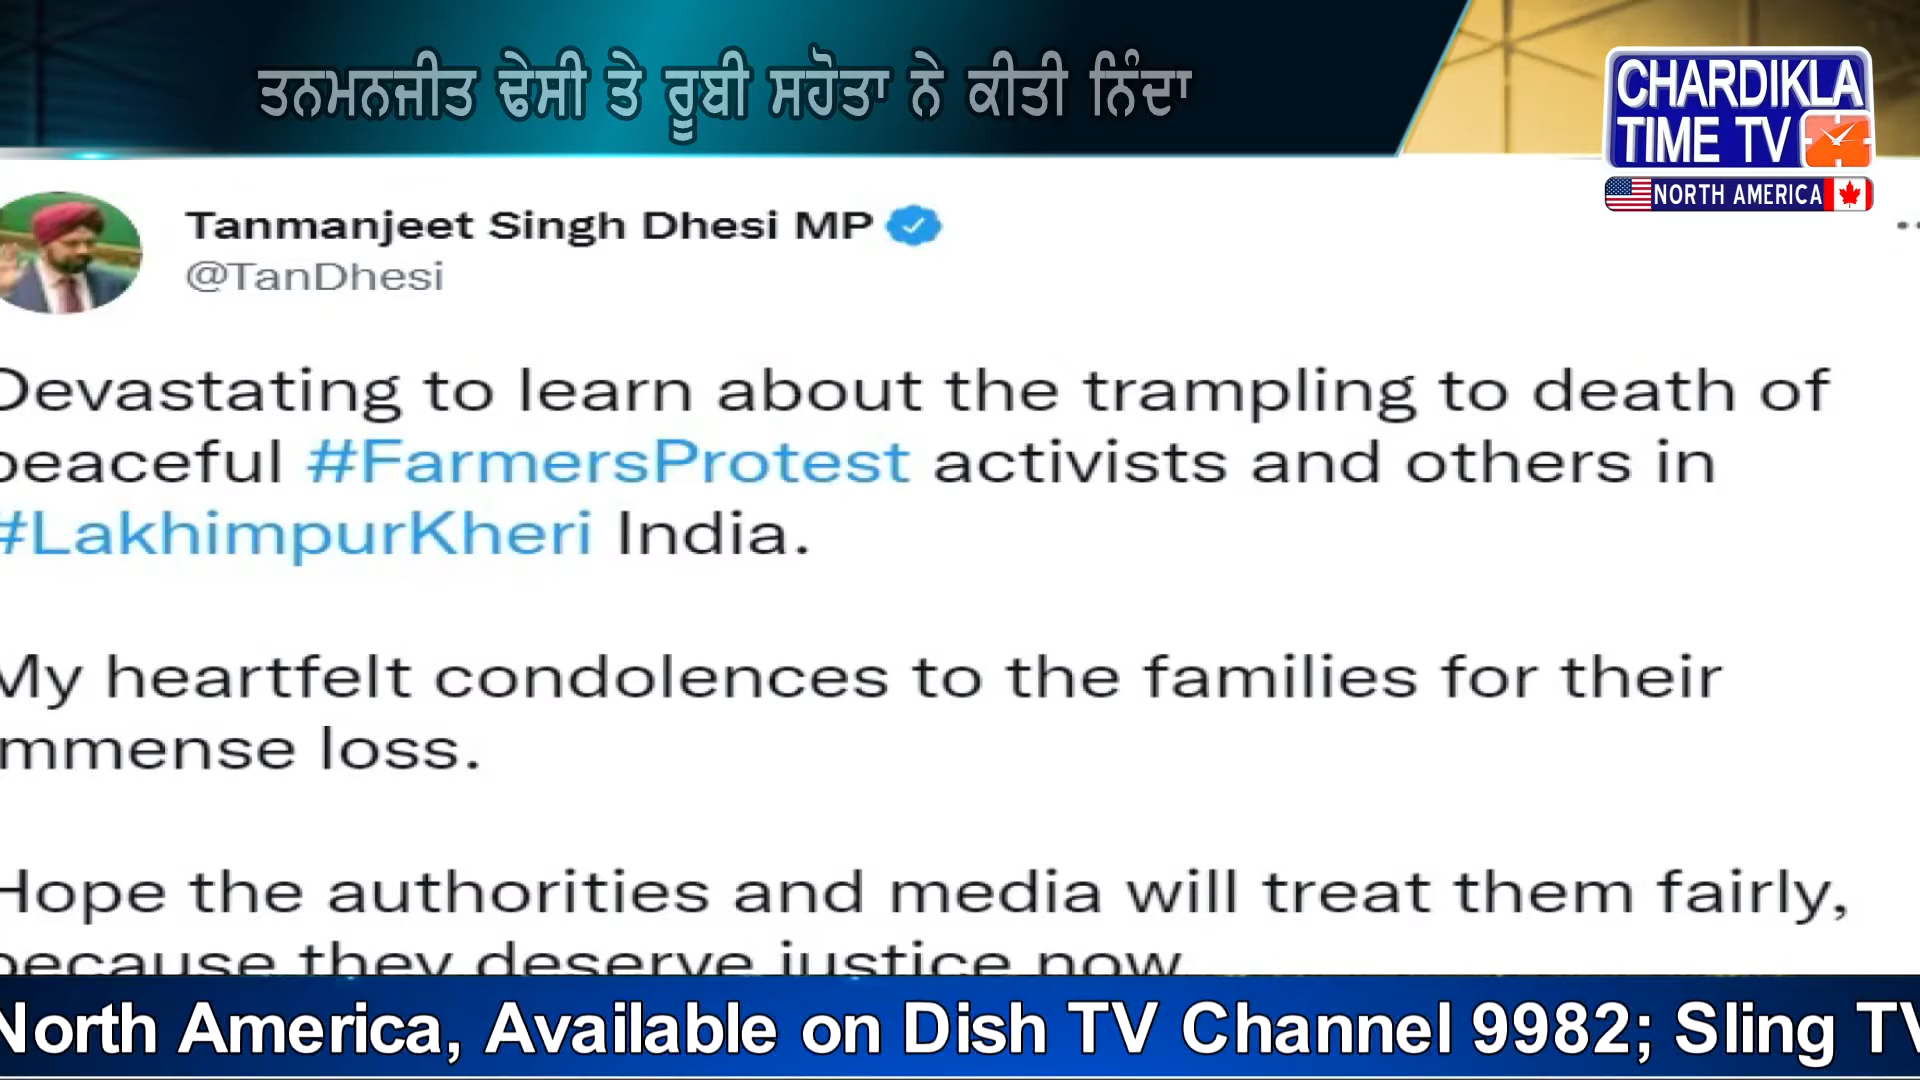 ਤਨਮਨਜੀਤ ਢੇਸੀ ਤੇ ਰੂਬੀ ਸਹੋਤਾ ਨੇ ਕੀਤੀ ਨਿੰਦਾ
CHARDIKLA
TIME TV
NORTH AMERICA
Tanmanjeet Singh Dhesi MP
@TanDhesi
Devastating to learn about the trampling to death of
peaceful #FarmersProtest activists and others in
#LakhimpurKheri India.
My heartfelt condolences to the families for their
immense loss.
Hope the authorities and media will treat them fairly,
because they deserve justice now
North America, Available on Dish TV Channel 9982; Sling TV